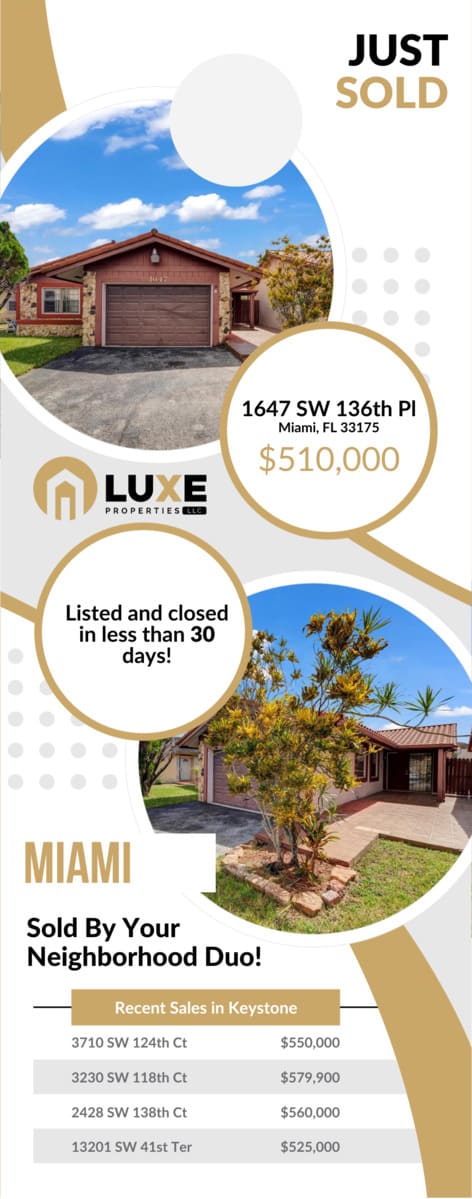 JUST
SOLD
1647
1647 SW 136th Pl
Miami, FL 33175
$510,000
LUXE
PROPERTIES LLC
Listed and closed
in less than 30
days!
MIAMI
Sold By Your
Neighborhood Duo!
Recent Sales in Keystone
3710 SW 124th Ct $550,000
3230 SW 118th Ct $579,900
2428 SW 138th Ct $560,000
13201 SW 41st Ter $525,000